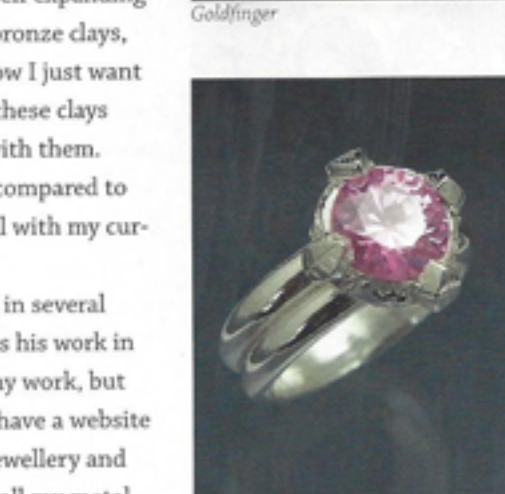 expanding
bronze clays,
ow I just want
these clays
ith them.
compared to
l with my cur-
in several
s his work in
ny work, but
have a website
ewellery and
Goldfinger